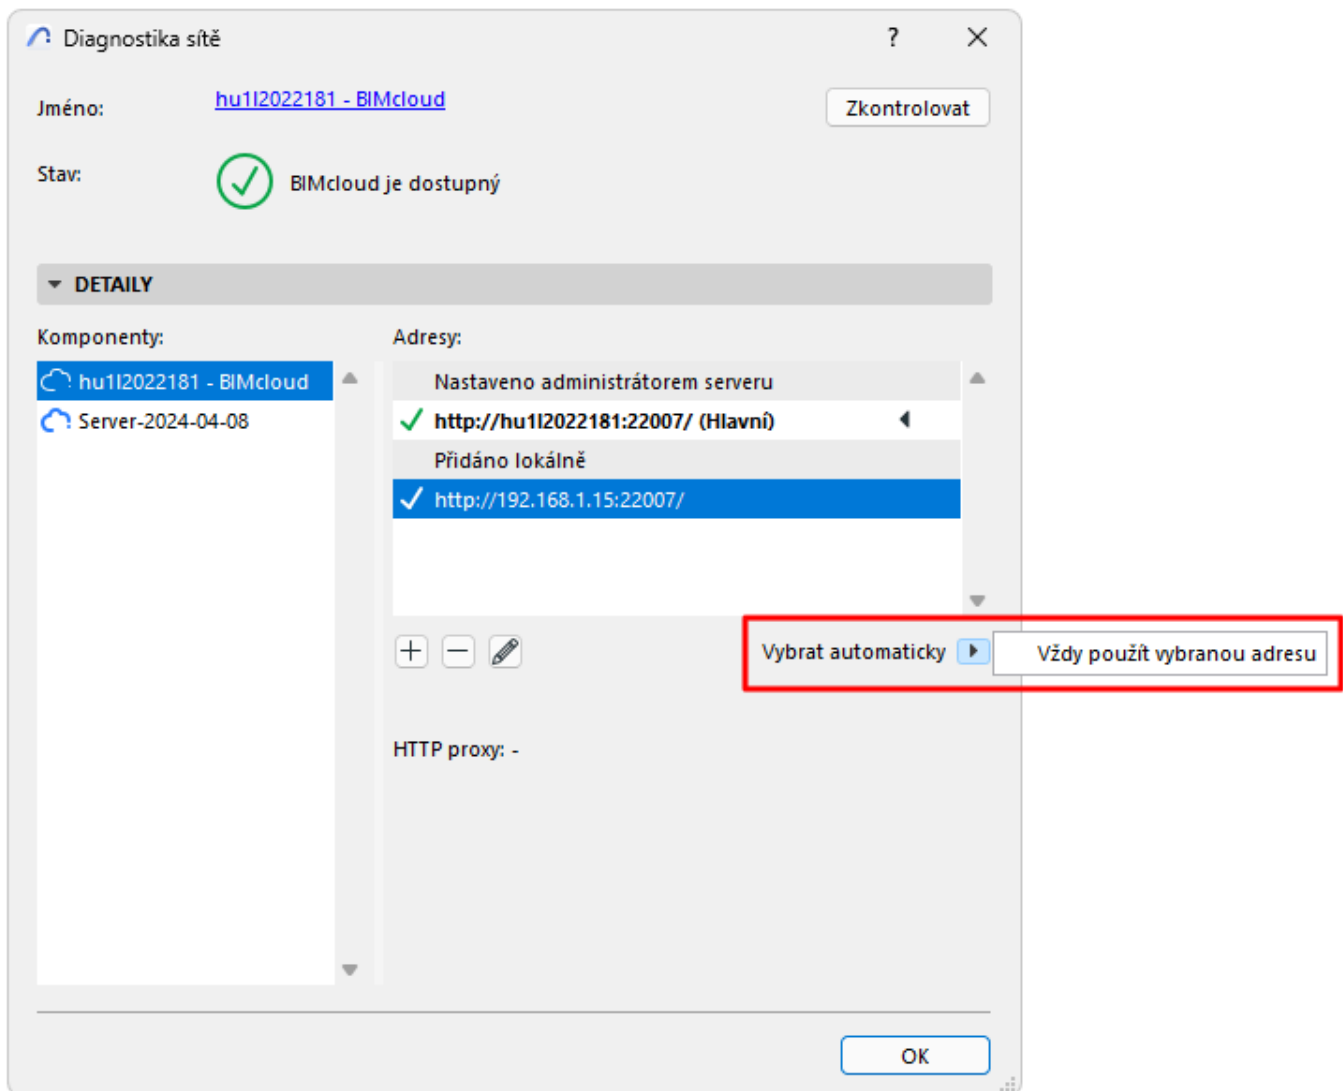 Diagnostika sítě
?
Jméno:
hu1l2022181 - BIMcloud
Zkontrolovat
Stav:
BIMcloud je dostupný
DETAILY
Komponenty:
Adresy:
hu1l2022181 - BIMcloud
Server-2024-04-08
Nastaveno administrátorem serveru
http://hu1l2022181:22007/ (Hlavní)
Přidáno lokálně
http://192.168.1.15:22007/
Vybrat automaticky
Vždy použít vybranou adresu
HTTP proxy: -
OK